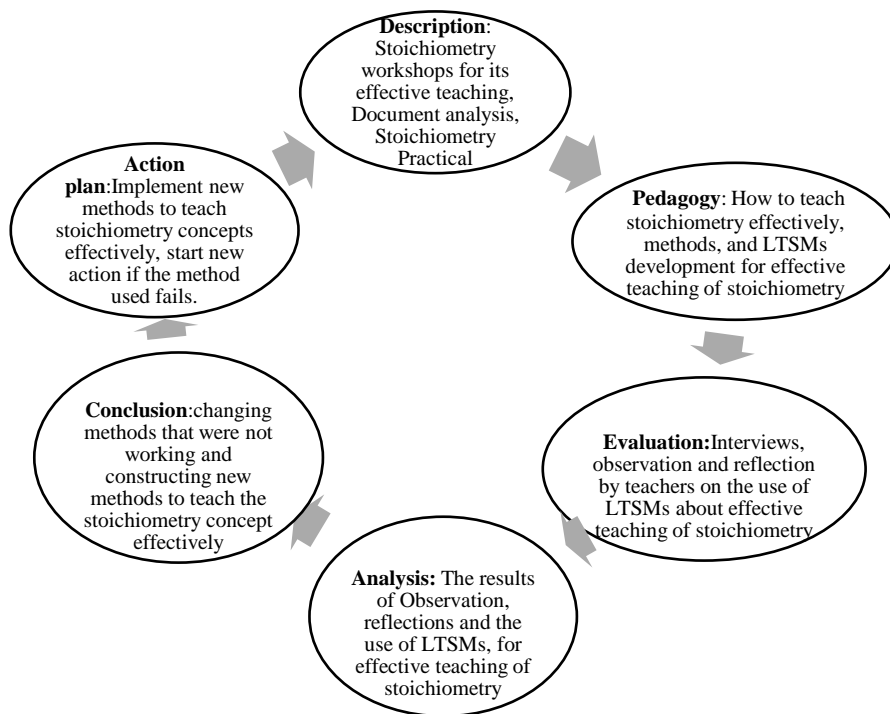 Description:
Stoichiometry
workshops for its
effective teaching,
Document analysis,
Stoichiometry
Practical
Pedagogy: How to teach
stoichiometry effectively,
methods, and LTSMs
development for effective
teaching of stoichiometry
Evaluation:Interviews,
observation and reflection
by teachers on the use of
LTSMs about effective
teaching of stoichiometry
Analysis: The results
of Observation,
reflections and the
use of LTSMs, for
effective teaching of
stoichiometry
Conclusion:changing
methods that were not
working and
constructing new
methods to teach the
stoichiometry concept
effectively
Action
plan:Implement new
methods to teach
stoichiometry concepts
effectively, start new
action if the method
used fails.